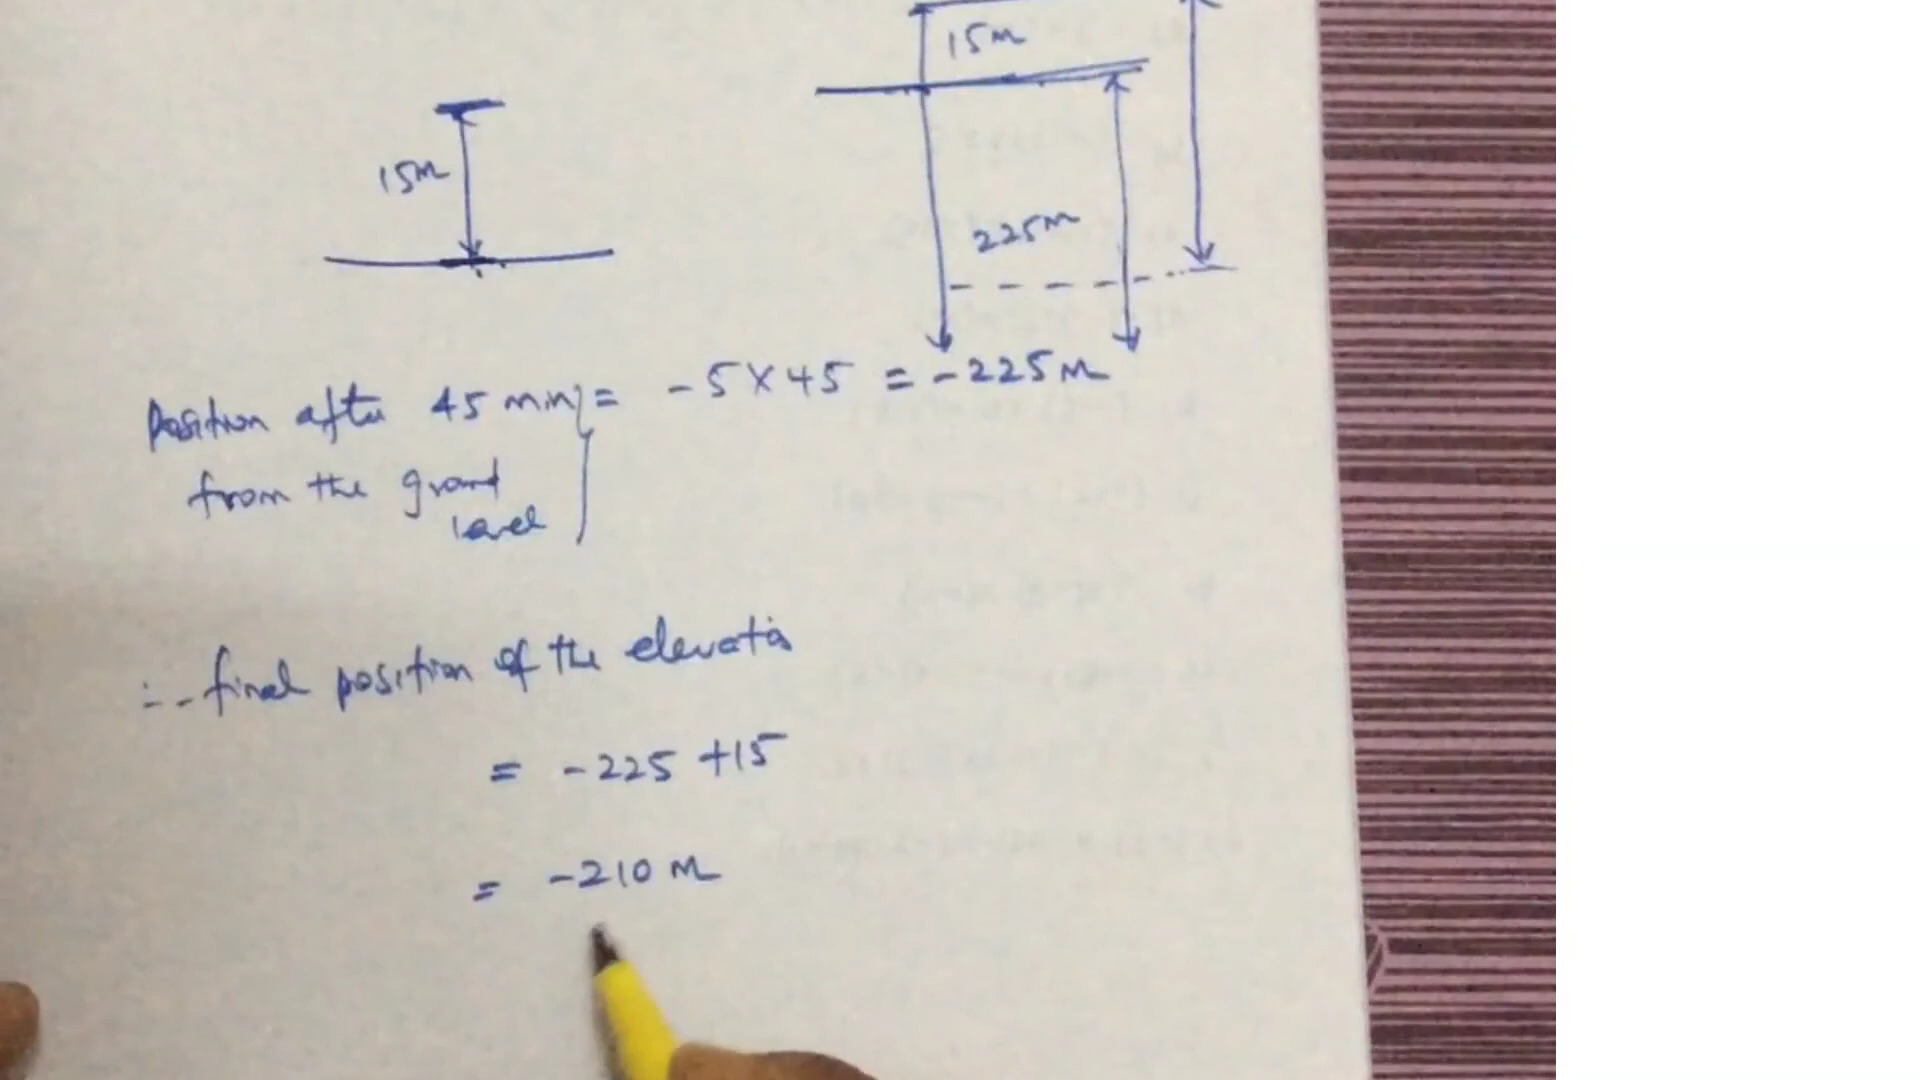 15m
15m
225m
Position after 45 min = -5 × 45 = -225 m
from the ground
level
∴ final position of the elevator
= -225 +15
= -210 m